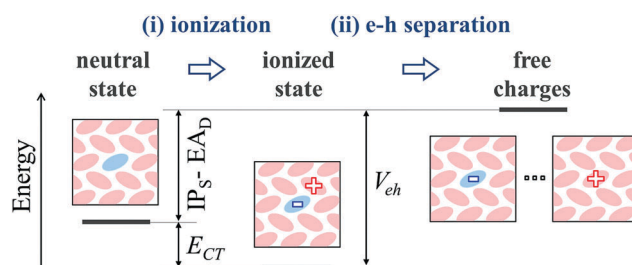 (i) ionization (ii) e-h separation
neutral state
ionized state
free charges
Energy
IP_S- EA_D
E_CT
V_eh